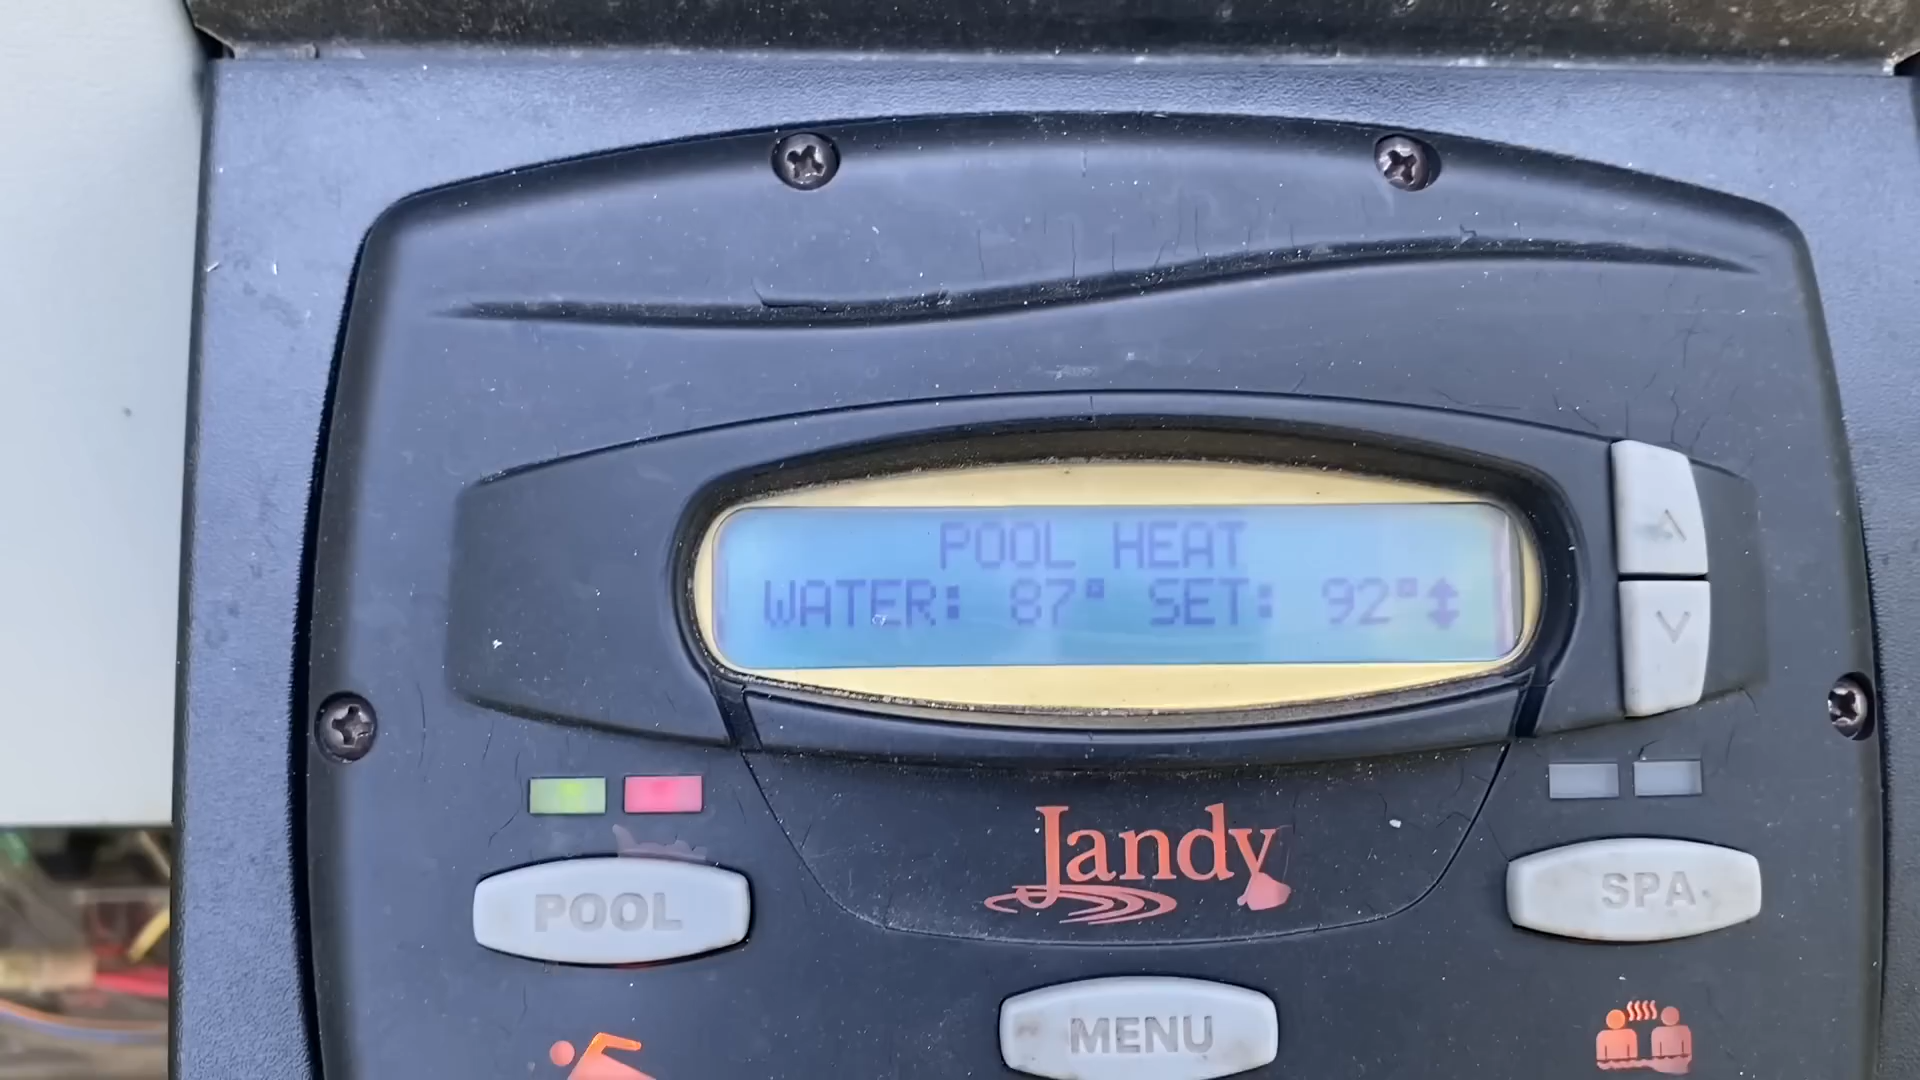 POOL HEAT
WATER: 87° SET: 92°↕
Jandy
POOL
SPA
MENU